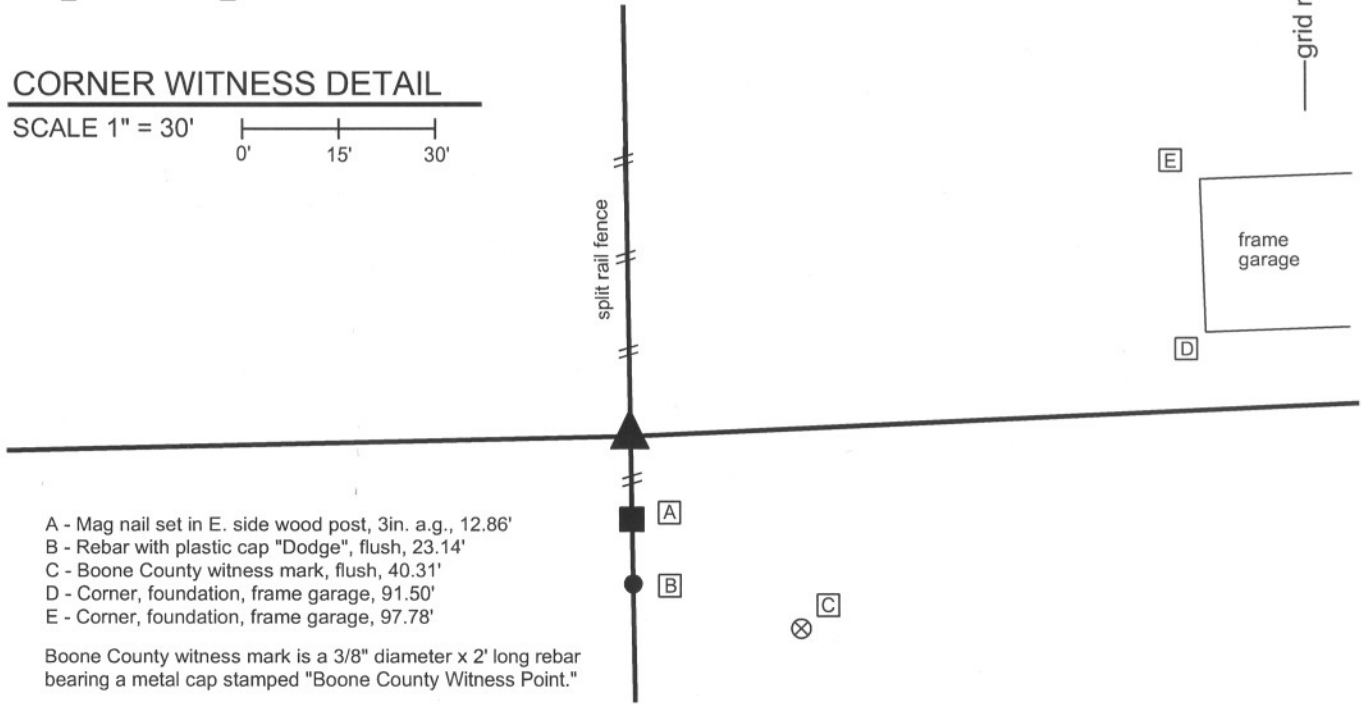 CORNER WITNESS DETAIL
SCALE 1" = 30'
0' 15' 30'
grid
split rail fence
E
frame
garage
D
A
B
C
A - Mag nail set in E. side wood post, 3in. a.g., 12.86'
B - Rebar with plastic cap "Dodge", flush, 23.14'
C - Boone County witness mark, flush, 40.31'
D - Corner, foundation, frame garage, 91.50'
E - Corner, foundation, frame garage, 97.78'
Boone County witness mark is a 3/8" diameter x 2' long rebar
bearing a metal cap stamped "Boone County Witness Point."